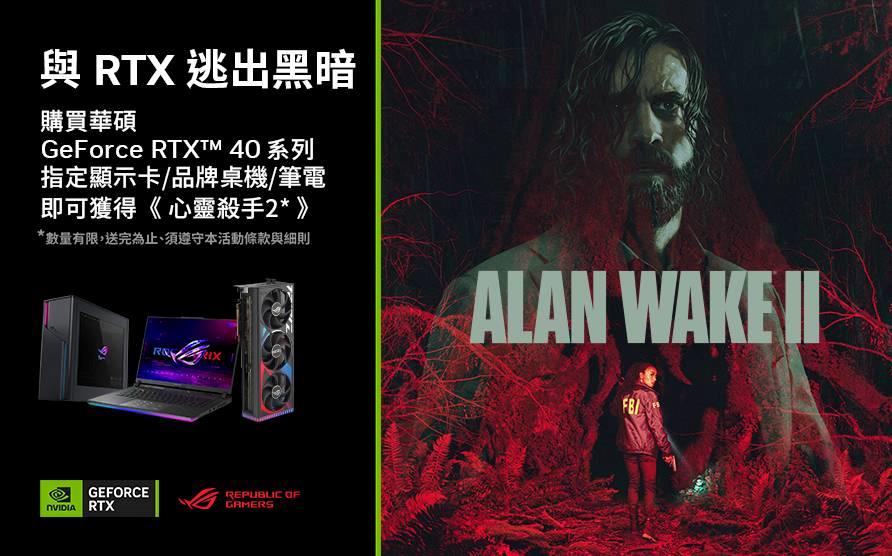 與 RTX 逃出黑暗
購買華碩
GeForce RTX™ 40 系列
指定顯示卡/品牌桌機/筆電
即可獲得《 心靈殺手2* 》
*數量有限,送完為止、須遵守本活動條款與細則
ALAN WAKE II
FBI
NVIDIA
GEFORCE
RTX
REPUBLIC OF
GAMERS